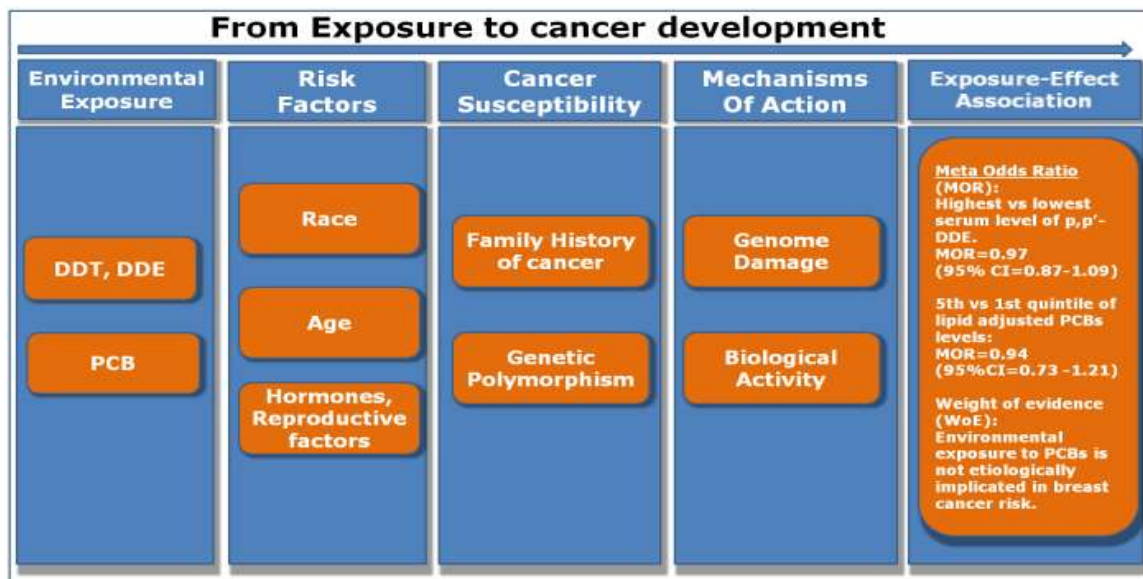 From Exposure to cancer development
Environmental
Exposure
Risk
Factors
Cancer
Susceptibility
Mechanisms
Of Action
Exposure-Effect
Association
DDT, DDE
PCB
Race
Age
Hormones,
Reproductive
factors
Family History
of cancer
Genetic
Polymorphism
Genome
Damage
Biological
Activity
Meta Odds Ratio
(MOR):
Highest vs lowest
serum level of p,p'-
DDE.
MOR=0.97
(95% CI=0.87-1.09)
5th vs 1st quintile of
lipid adjusted PCBs
levels:
MOR=0.94
(95%CI=0.73 -1.21)
Weight of evidence
(WoE):
Environmental
exposure to PCBs is
not etiologically
implicated in breast
cancer risk.